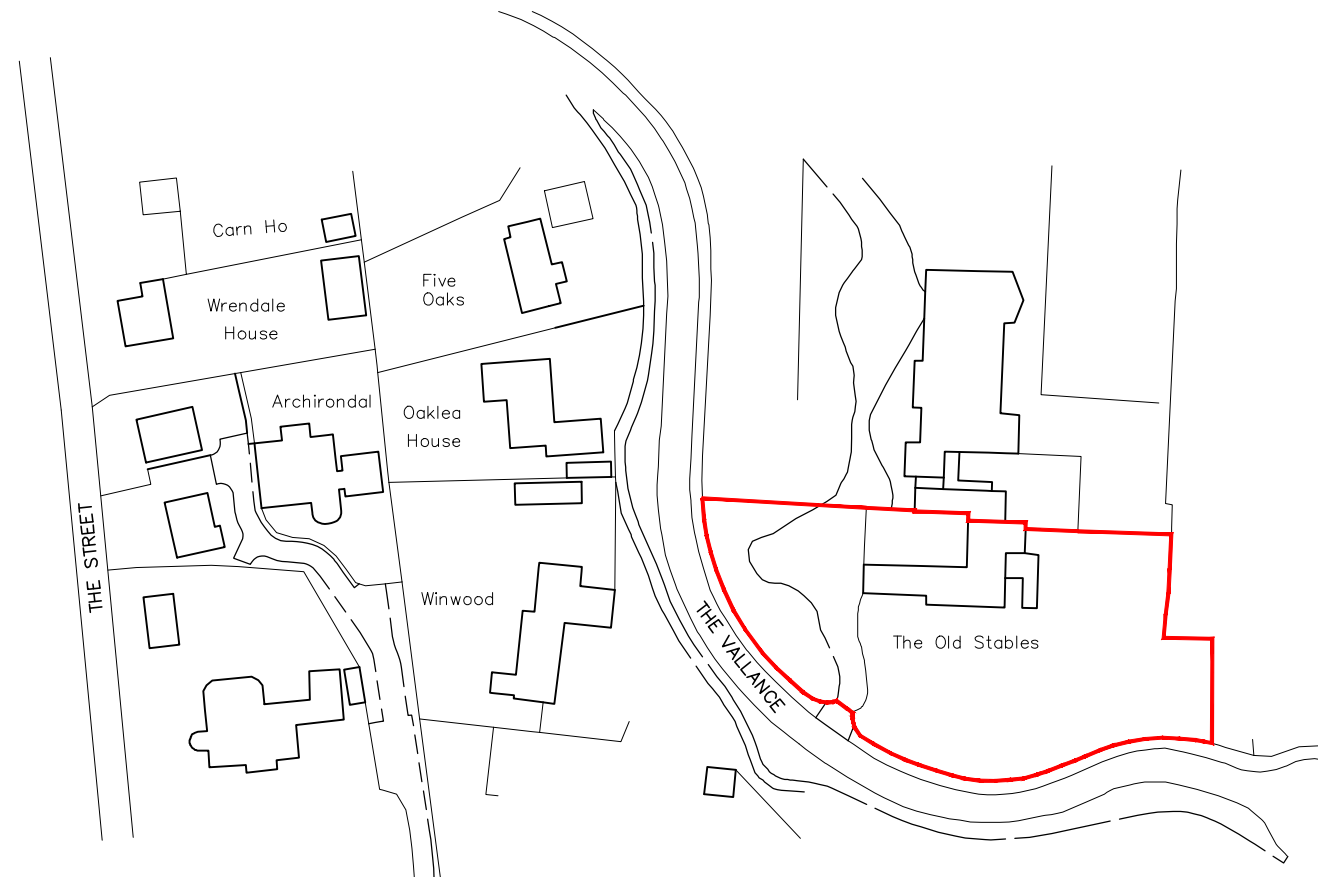 Carn Ho
Five
Oaks
Wrendale
House
Archirondal
Oaklea
House
THE STREET
Winwood
THE VALLANCE
The Old Stables